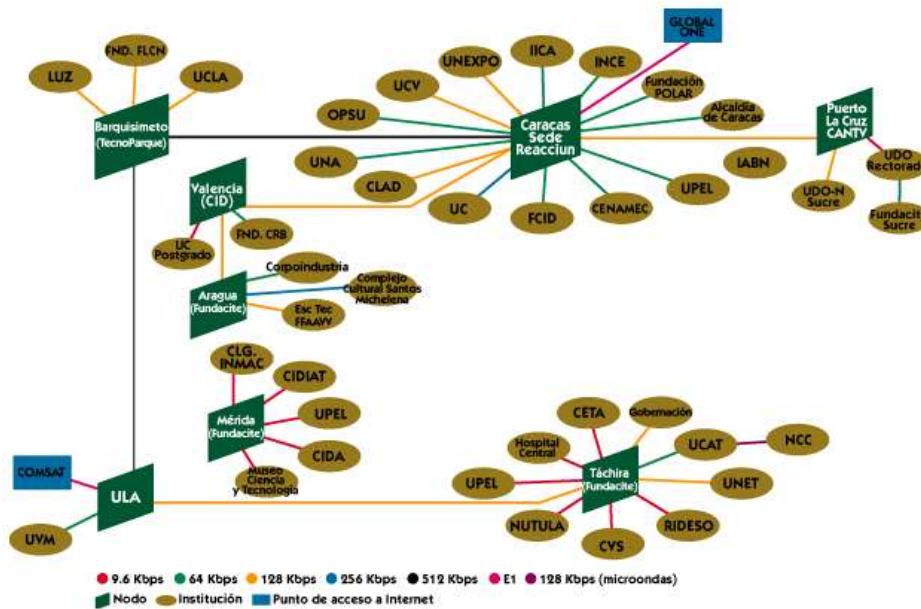 GLOBAL
ONE
FND. FLCN
LUZ
UCLA
Barquisimeto
(TecnoParque)
IICA
UNEXPO
INCE
UCV
Fundación
POLAR
OPSU
Alcaldía
de Caracas
Caracas
Sede
Reacciun
Puerto
La Cruz
CANTV
UNA
IABN
UDO
Rectorado
CLAD
UPEL
UDO-N
Sucre
UC
FCID
CENAMEC
Fundacite
Sucre
Valencia
(CID)
UC
Postgrado
FND. CRB
Corpoindustria
Complejo
Cultural Santos
Michelena
Aragua
(Fundacite)
Esc Tec
FFAAVV
CLG.
INMAC
CIDIAT
UPEL
Mérida
(Fundacite)
CIDA
Museo
Ciencia
y Tecnología
CETA
Gobernación
Hospital
Central
UCAT
NCC
UPEL
Táchira
(Fundacite)
UNET
NUTULA
CVS
RIDESO
COMSAT
ULA
UVM
9.6 Kbps 64 Kbps 128 Kbps 256 Kbps 512 Kbps E1 128 Kbps (microondas)
Nodo Institución Punto de acceso a Internet